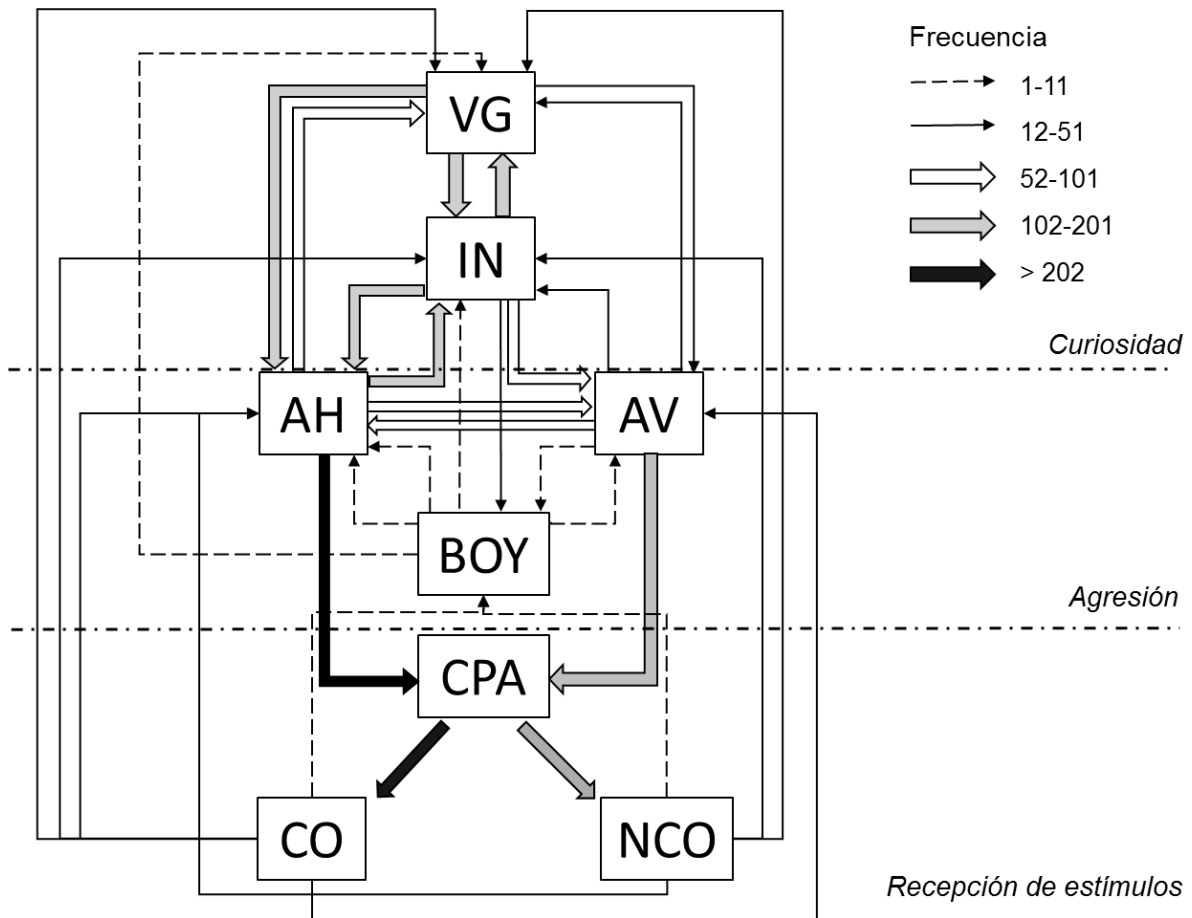 Frecuencia
1-11
12-51
52-101
102-201
> 202
VG
IN
Curiosidad
AH
AV
BOY
Agresión
CPA
CO
NCO
Recepción de estímulos